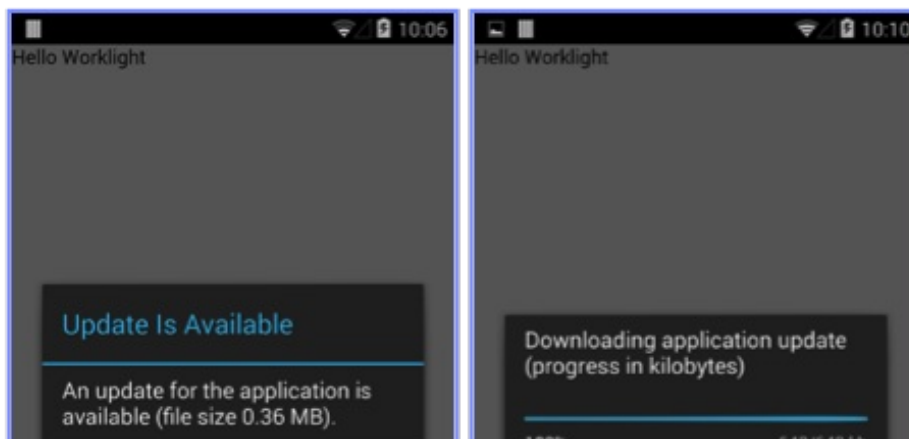 10:06
Hello Worklight
Update Is Available
An update for the application is
available (file size 0.36 MB).
10:10
Hello Worklight
Downloading application update
(progress in kilobytes)